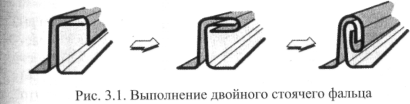 Рис. 3.1. Выполнение двойного стоячего фальца